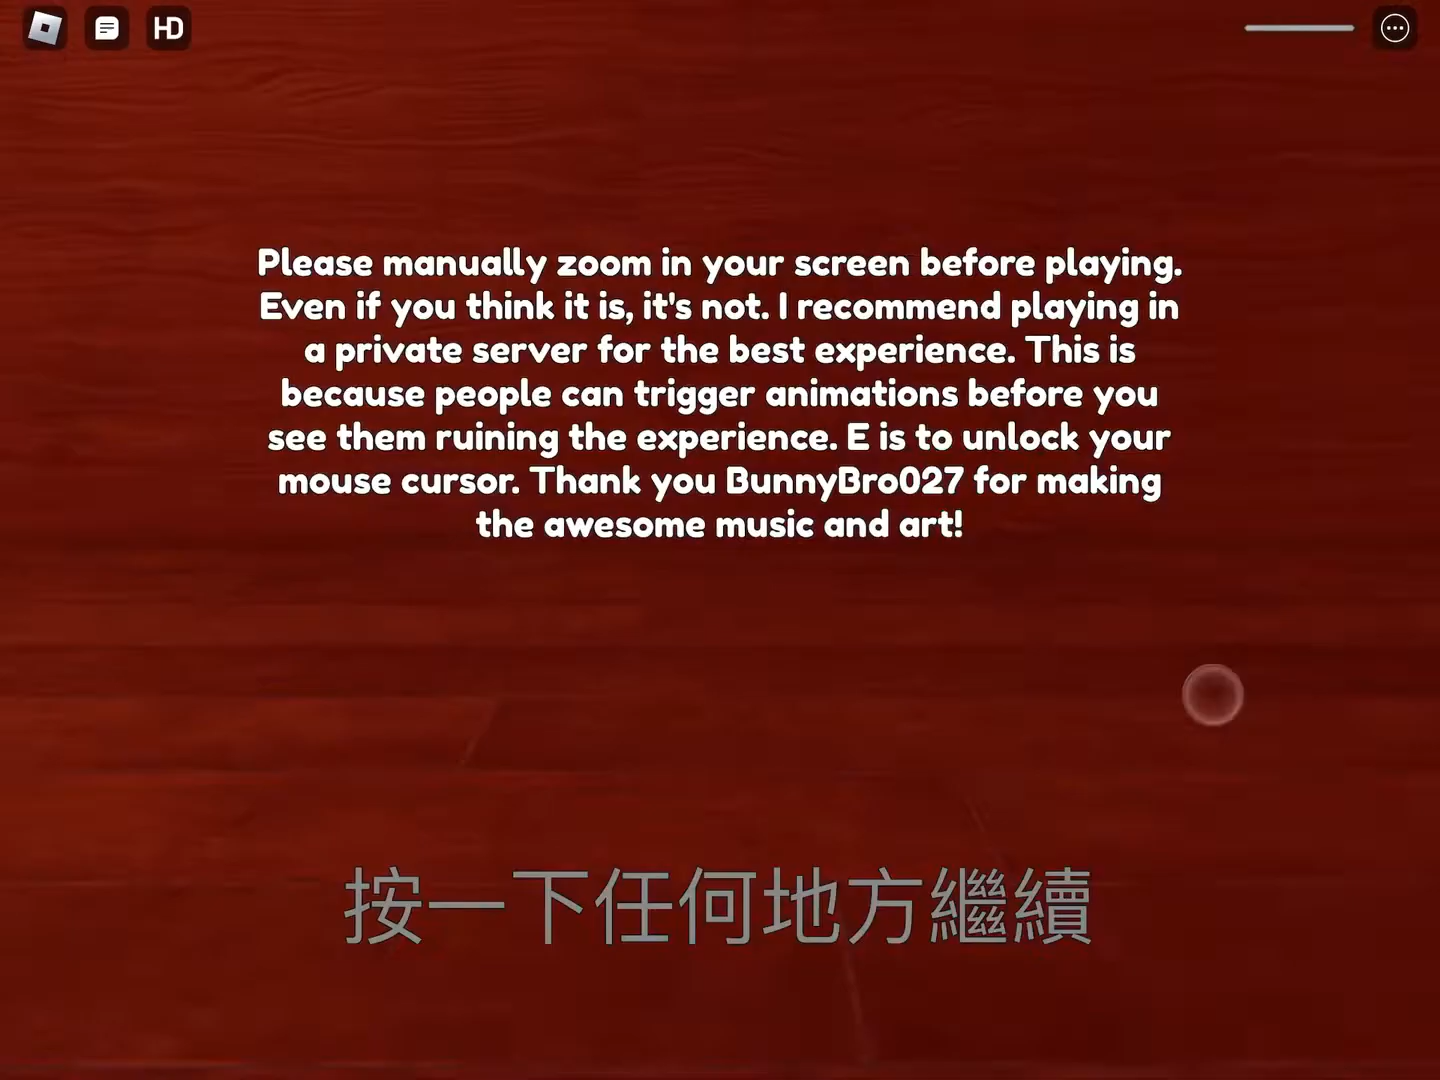 HD
Please manually zoom in your screen before playing.
Even if you think it is, it's not. I recommend playing in
a private server for the best experience. This is
because people can trigger animations before you
see them ruining the experience. E is to unlock your
mouse cursor. Thank you BunnyBro027 for making
the awesome music and art!
按一下任何地方繼續